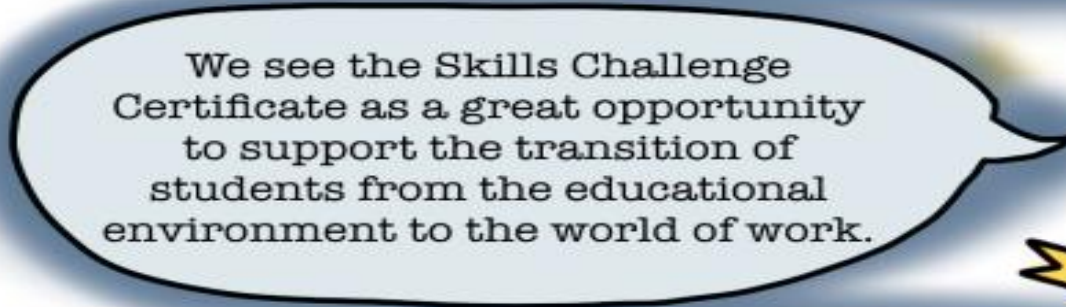 We see the Skills Challenge
Certificate as a great opportunity
to support the transition of
students from the educational
environment to the world of work.